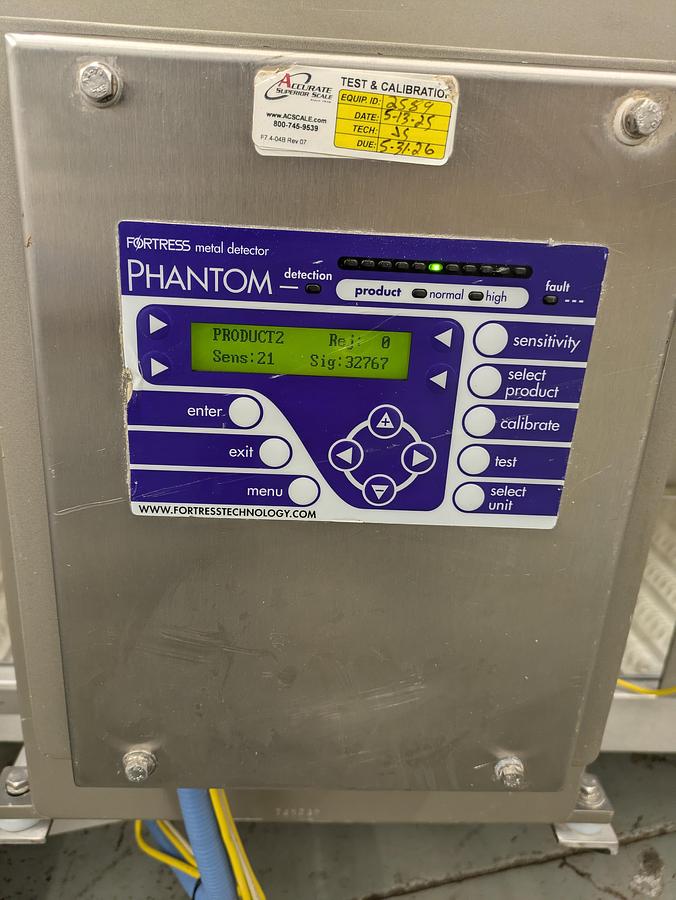 ACCURATE
SUPERIOR SCALE
www.ACSCALE.com
800-745-9539
F7.4-04B Rev 07
TEST & CALIBRATION
EQUIP. ID: 2559
DATE: 5-13-25
TECH: JS
DUE: 5-31-26
FORTRESS metal detector
PHANTOM
detection
product normal high
fault
PRODUCT2 Rej: 0
Sens:21 Sig:32767
enter
exit
menu
sensitivity
select
product
calibrate
test
select
unit
WWW.FORTRESSTECHNOLOGY.COM